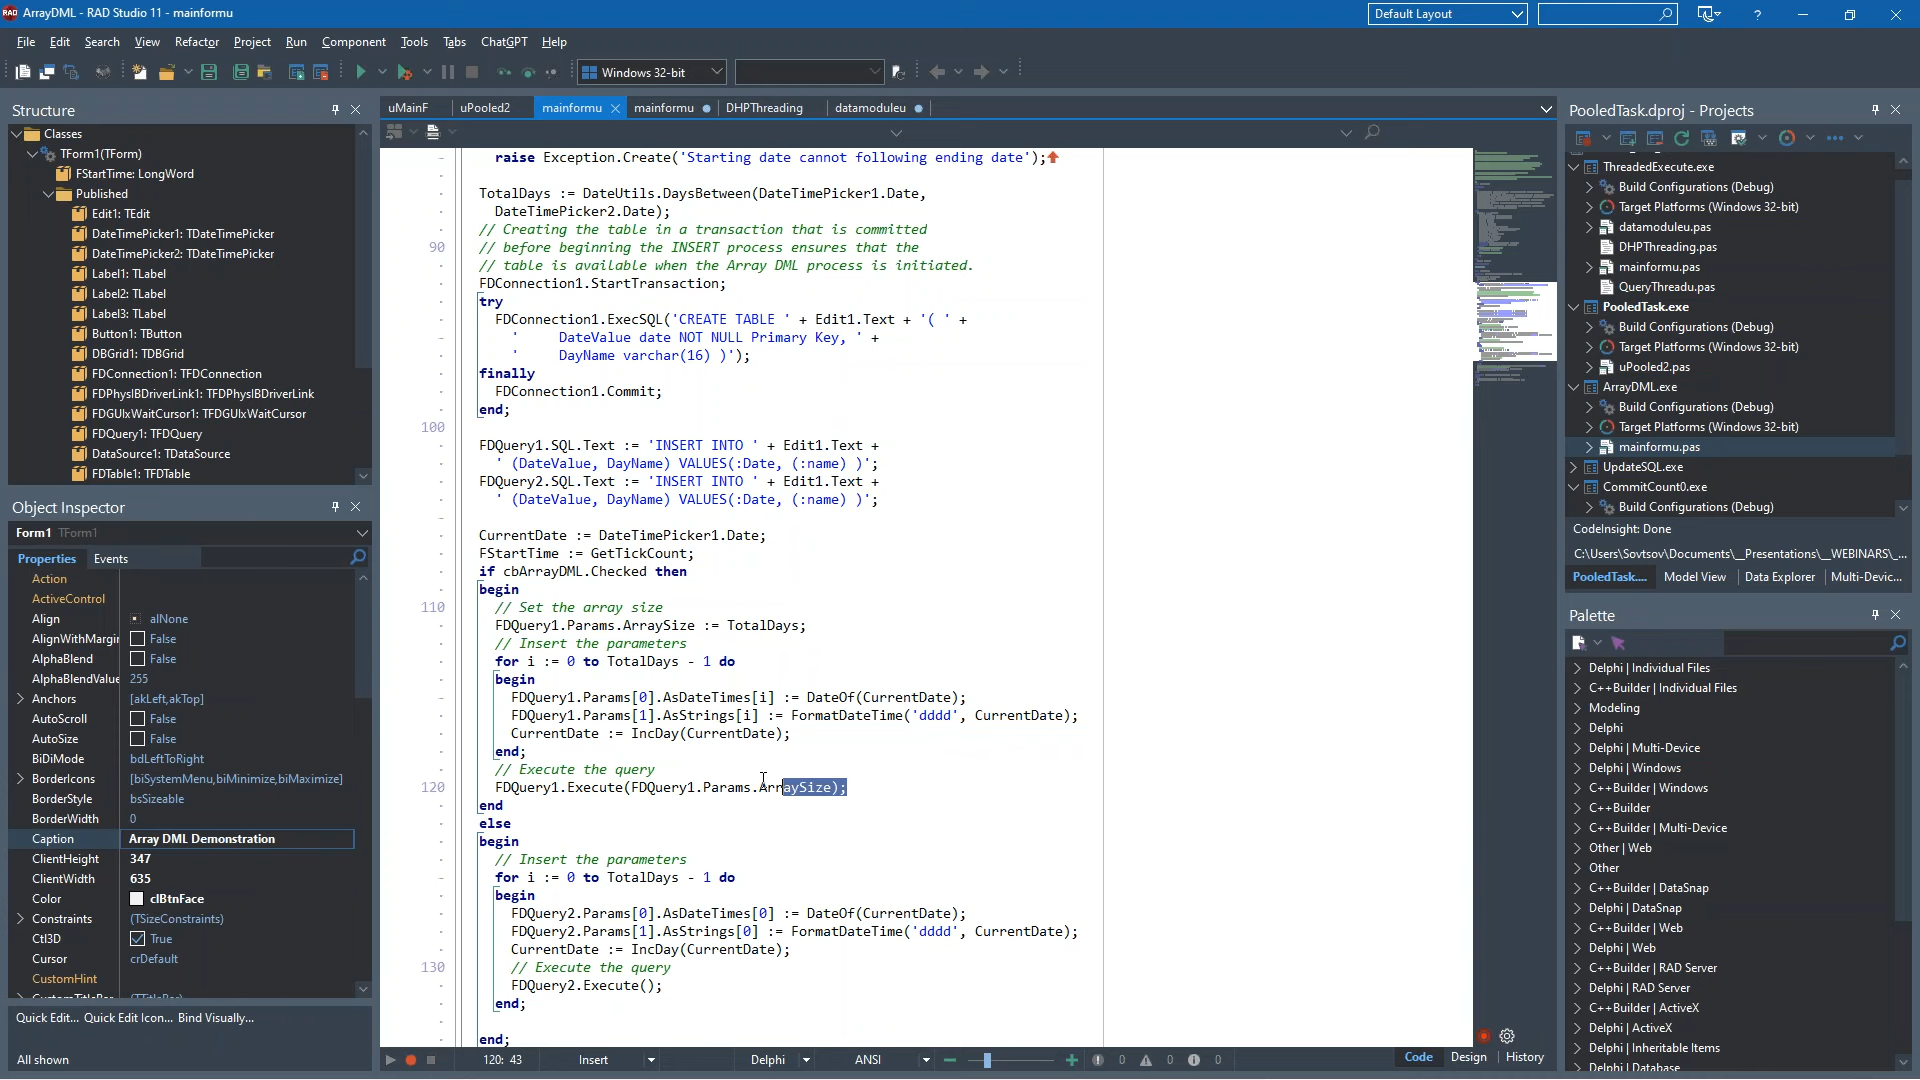 ArrayDML - RAD Studio 11 - mainformu
Default Layout
File Edit Search View Refactor Project Run Component Tools Tabs ChatGPT Help
Windows 32-bit
Structure
Classes
TForm1(TForm)
FStartTime: LongWord
Published
Edit1: TEdit
DateTimePicker1: TDateTimePicker
DateTimePicker2: TDateTimePicker
Label1: TLabel
Label2: TLabel
Label3: TLabel
Button1: TButton
DBGrid1: TDBGrid
FDConnection1: TFDConnection
FDPhysIBDriverLink1: TFDPhysIBDriverLink
FDGUIxWaitCursor1: TFDGUIxWaitCursor
FDQuery1: TFDQuery
DataSource1: TDataSource
FDTable1: TFDTable
Object Inspector
Form1 TForm1
Properties Events
Action
ActiveControl
Align alNone
AlignWithMargin False
AlphaBlend False
AlphaBlendValue 255
Anchors [akLeft,akTop]
AutoScroll False
AutoSize False
BiDiMode bdLeftToRight
BorderIcons [biSystemMenu,biMinimize,biMaximize]
BorderStyle bsSizeable
BorderWidth 0
Caption Array DML Demonstration
ClientHeight 347
ClientWidth 635
Color clBtnFace
Constraints (TSizeConstraints)
Ctl3D True
Cursor crDefault
CustomHint
Quick Edit... Quick Edit Icon... Bind Visually...
All shown
uMainF uPooled2 mainformu mainformu DHPThreading datamoduleu
raise Exception.Create('Starting date cannot following ending date');
TotalDays := DateUtils.DaysBetween(DateTimePicker1.Date,
DateTimePicker2.Date);
// Creating the table in a transaction that is committed
90 // before beginning the INSERT process ensures that the
// table is available when the Array DML process is initiated.
FDConnection1.StartTransaction;
try
FDConnection1.ExecSQL('CREATE TABLE ' + Edit1.Text + '( ' +
'     DateValue date NOT NULL Primary Key, ' +
'     DayName varchar(16) )');
finally
FDConnection1.Commit;
end;
100
FDQuery1.SQL.Text := 'INSERT INTO ' + Edit1.Text +
' (DateValue, DayName) VALUES(:Date, (:name) )';
FDQuery2.SQL.Text := 'INSERT INTO ' + Edit1.Text +
' (DateValue, DayName) VALUES(:Date, (:name) )';
CurrentDate := DateTimePicker1.Date;
FStartTime := GetTickCount;
if cbArrayDML.Checked then
begin
110 // Set the array size
FDQuery1.Params.ArraySize := TotalDays;
// Insert the parameters
for i := 0 to TotalDays - 1 do
begin
FDQuery1.Params[0].AsDateTimes[i] := DateOf(CurrentDate);
FDQuery1.Params[1].AsStrings[i] := FormatDateTime('dddd', CurrentDate);
CurrentDate := IncDay(CurrentDate);
end;
// Execute the query
120 FDQuery1.Execute(FDQuery1.Params.ArraySize);
end
else
begin
// Insert the parameters
for i := 0 to TotalDays - 1 do
begin
FDQuery2.Params[0].AsDateTimes[0] := DateOf(CurrentDate);
FDQuery2.Params[1].AsStrings[0] := FormatDateTime('dddd', CurrentDate);
CurrentDate := IncDay(CurrentDate);
130 // Execute the query
FDQuery2.Execute();
end;
end;
120: 43 Insert Delphi ANSI 0 0 0 Code Design History
PooledTask.dproj - Projects
ThreadedExecute.exe
Build Configurations (Debug)
Target Platforms (Windows 32-bit)
datamoduleu.pas
DHPThreading.pas
mainformu.pas
QueryThreadu.pas
PooledTask.exe
Build Configurations (Debug)
Target Platforms (Windows 32-bit)
uPooled2.pas
ArrayDML.exe
Build Configurations (Debug)
Target Platforms (Windows 32-bit)
mainformu.pas
UpdateSQL.exe
CommitCount0.exe
Build Configurations (Debug)
CodeInsight: Done
C:\Users\Sovtsov\Documents\__Presentations\__WEBINARS\_...
PooledTask.... Model View Data Explorer Multi-Devic...
Palette
Delphi | Individual Files
C++Builder | Individual Files
Modeling
Delphi
Delphi | Multi-Device
Delphi | Windows
C++Builder | Windows
C++Builder
C++Builder | Multi-Device
Other | Web
Other
C++Builder | DataSnap
Delphi | DataSnap
C++Builder | Web
Delphi | Web
C++Builder | RAD Server
Delphi | RAD Server
C++Builder | ActiveX
Delphi | ActiveX
Delphi | Inheritable Items
Delphi | Database